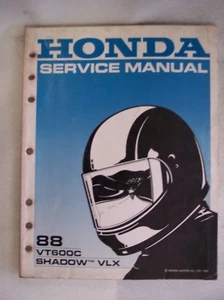 HONDA
SERVICE MANUAL
88
VT600C
SHADOW™ VLX